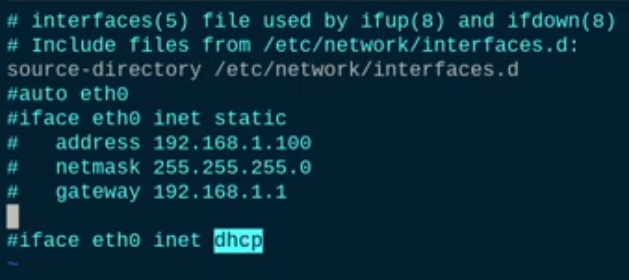 # interfaces(5) file used by ifup(8) and ifdown(8)
# Include files from /etc/network/interfaces.d:
source-directory /etc/network/interfaces.d
#auto eth0
#iface eth0 inet static
#   address 192.168.1.100
#   netmask 255.255.255.0
#   gateway 192.168.1.1
#iface eth0 inet dhcp
~